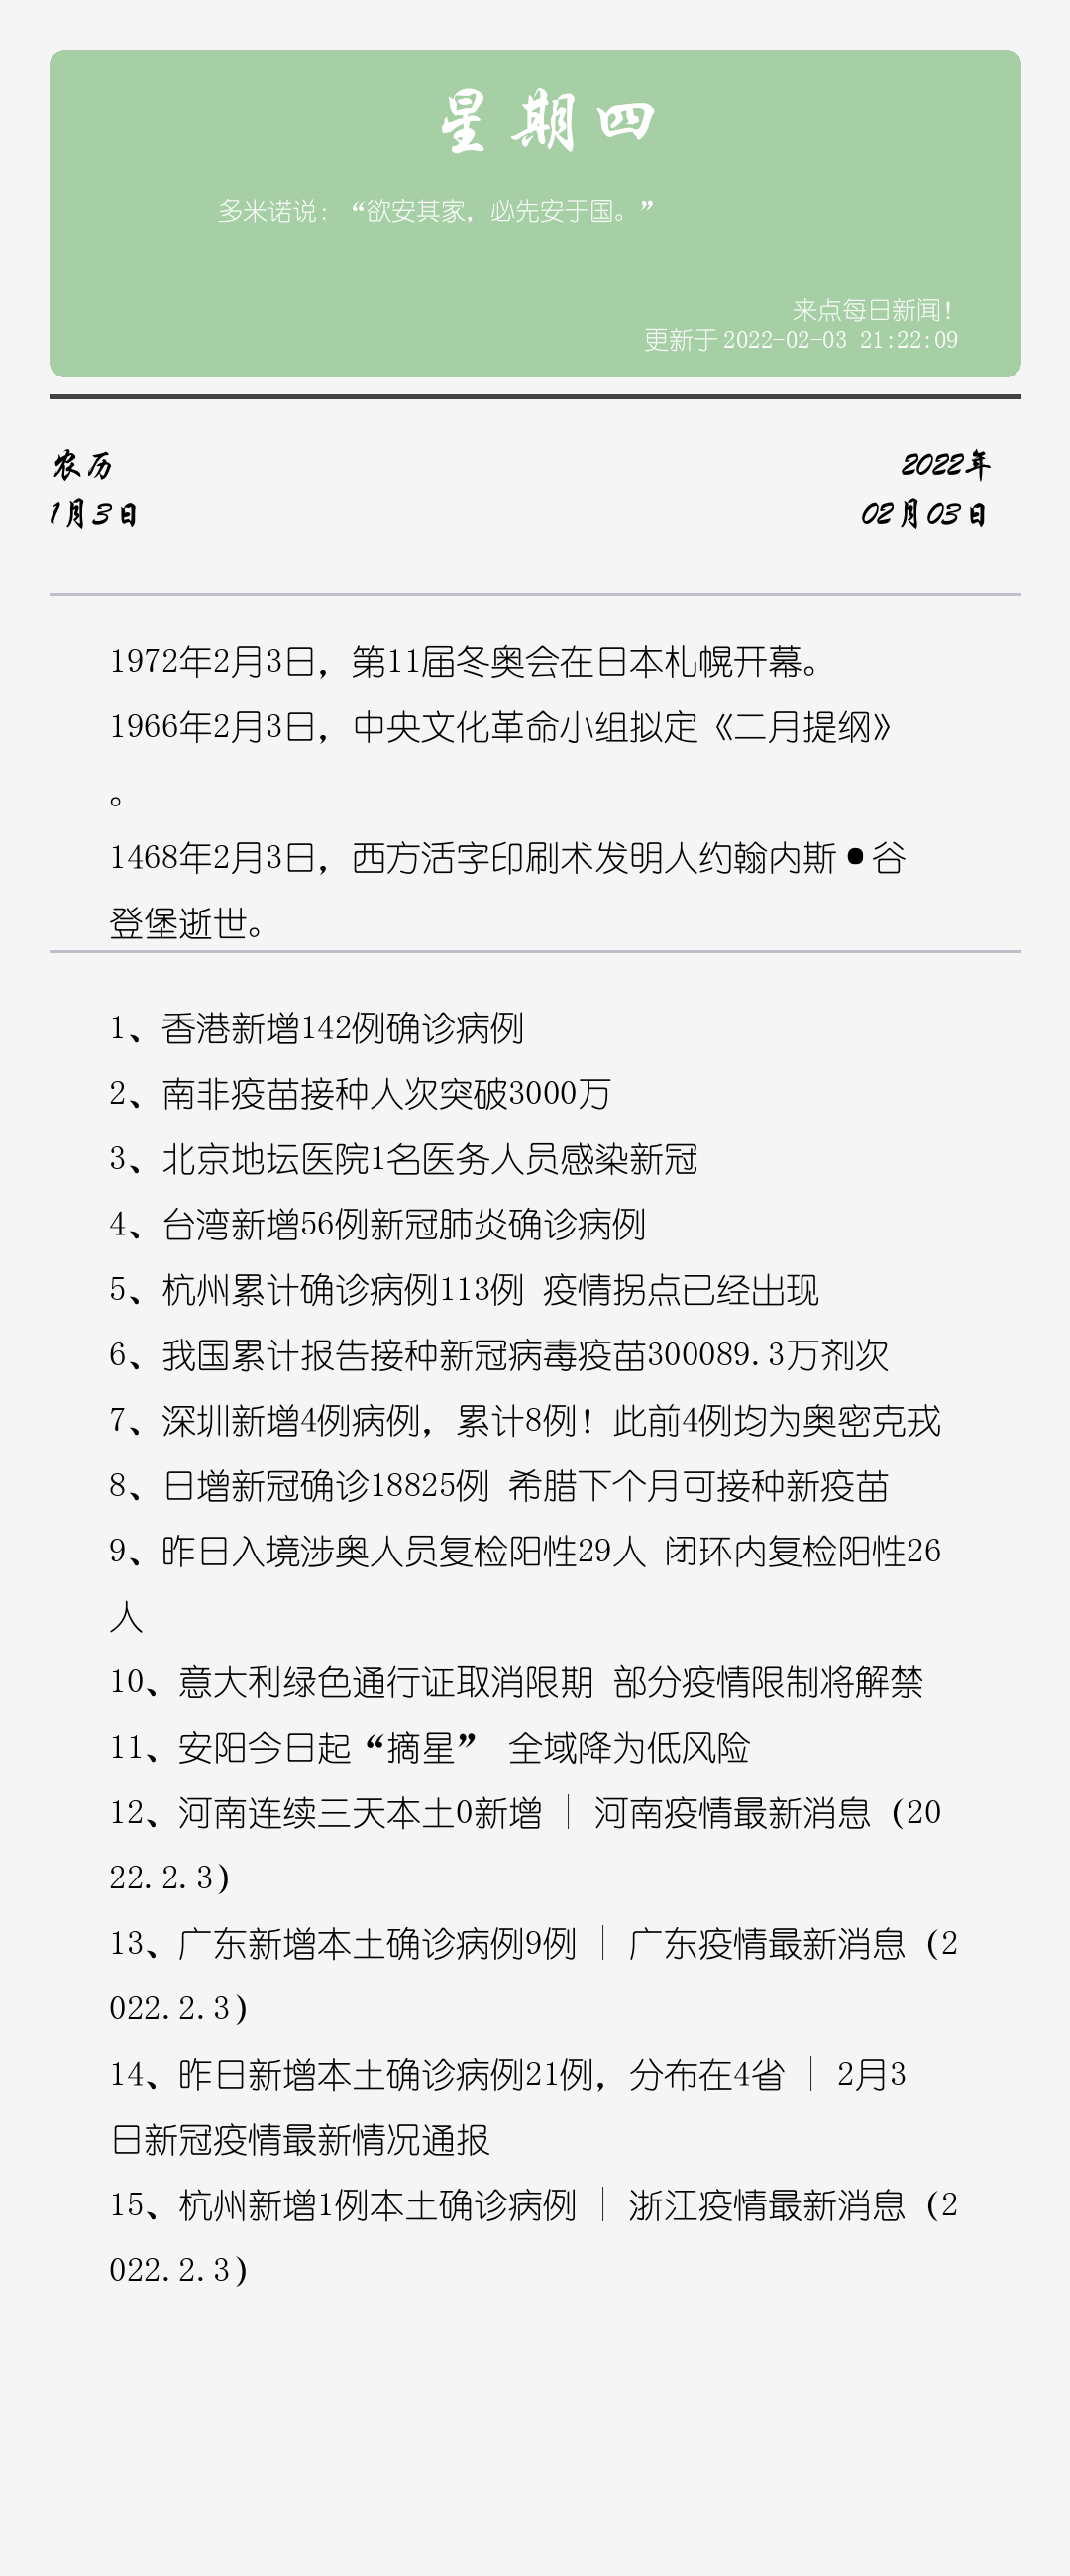 星期四
多米诺说：“欲安其家，必先安于国。”
来点每日新闻！
更新于2022-02-03 21:22:09
农历
1月3日
2022年
02月03日
1972年2月3日，第11届冬奥会在日本札幌开幕。
1966年2月3日，中央文化革命小组拟定《二月提纲》
。
1468年2月3日，西方活字印刷术发明人约翰内斯•谷
登堡逝世。
1、香港新增142例确诊病例
2、南非疫苗接种人次突破3000万
3、北京地坛医院1名医务人员感染新冠
4、台湾新增56例新冠肺炎确诊病例
5、杭州累计确诊病例113例 疫情拐点已经出现
6、我国累计报告接种新冠病毒疫苗300089.3万剂次
7、深圳新增4例病例，累计8例！此前4例均为奥密克戎
8、日增新冠确诊18825例 希腊下个月可接种新疫苗
9、昨日入境涉奥人员复检阳性29人 闭环内复检阳性26
人
10、意大利绿色通行证取消限期 部分疫情限制将解禁
11、安阳今日起“摘星” 全域降为低风险
12、河南连续三天本土0新增 | 河南疫情最新消息（20
22.2.3）
13、广东新增本土确诊病例9例 | 广东疫情最新消息（2
022.2.3）
14、昨日新增本土确诊病例21例，分布在4省 | 2月3
日新冠疫情最新情况通报
15、杭州新增1例本土确诊病例 | 浙江疫情最新消息（2
022.2.3）